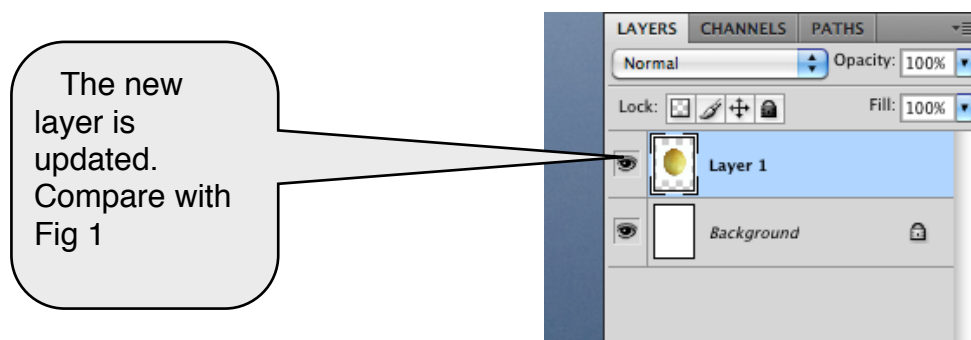 The new
layer is
updated.
Compare with
Fig 1
LAYERS CHANNELS PATHS
Normal Opacity: 100%
Lock: Fill: 100%
Layer 1
Background